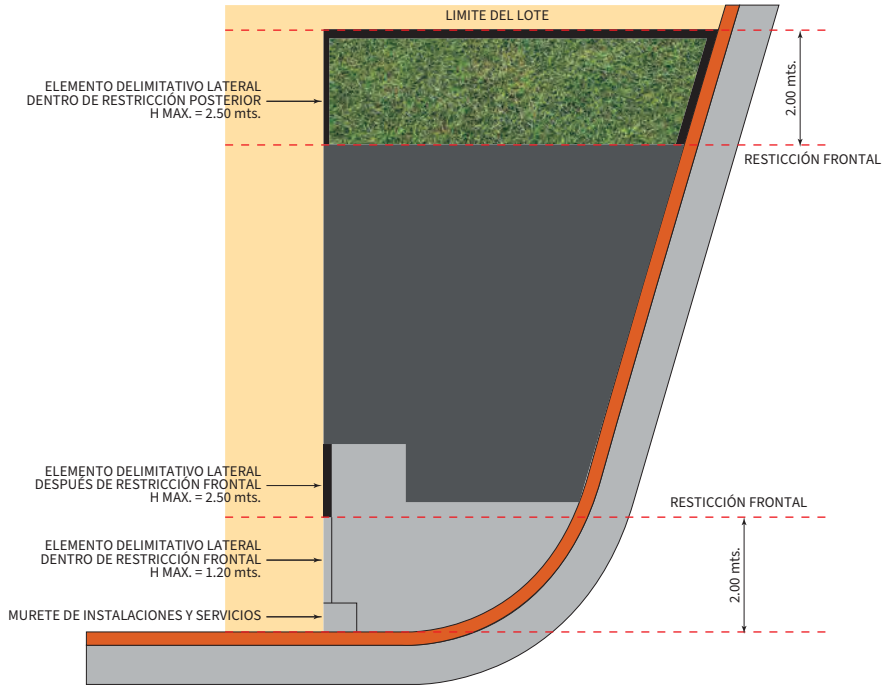 LIMITE DEL LOTE
ELEMENTO DELIMITATIVO LATERAL
DENTRO DE RESTRICCIÓN POSTERIOR
H MAX. = 2.50 mts.
2.00 mts.
RESTICCIÓN FRONTAL
ELEMENTO DELIMITATIVO LATERAL
DESPUÉS DE RESTRICCIÓN FRONTAL
H MAX. = 2.50 mts.
RESTICCIÓN FRONTAL
ELEMENTO DELIMITATIVO LATERAL
DENTRO DE RESTRICCIÓN FRONTAL
H MAX. = 1.20 mts.
2.00 mts.
MURETE DE INSTALACIONES Y SERVICIOS